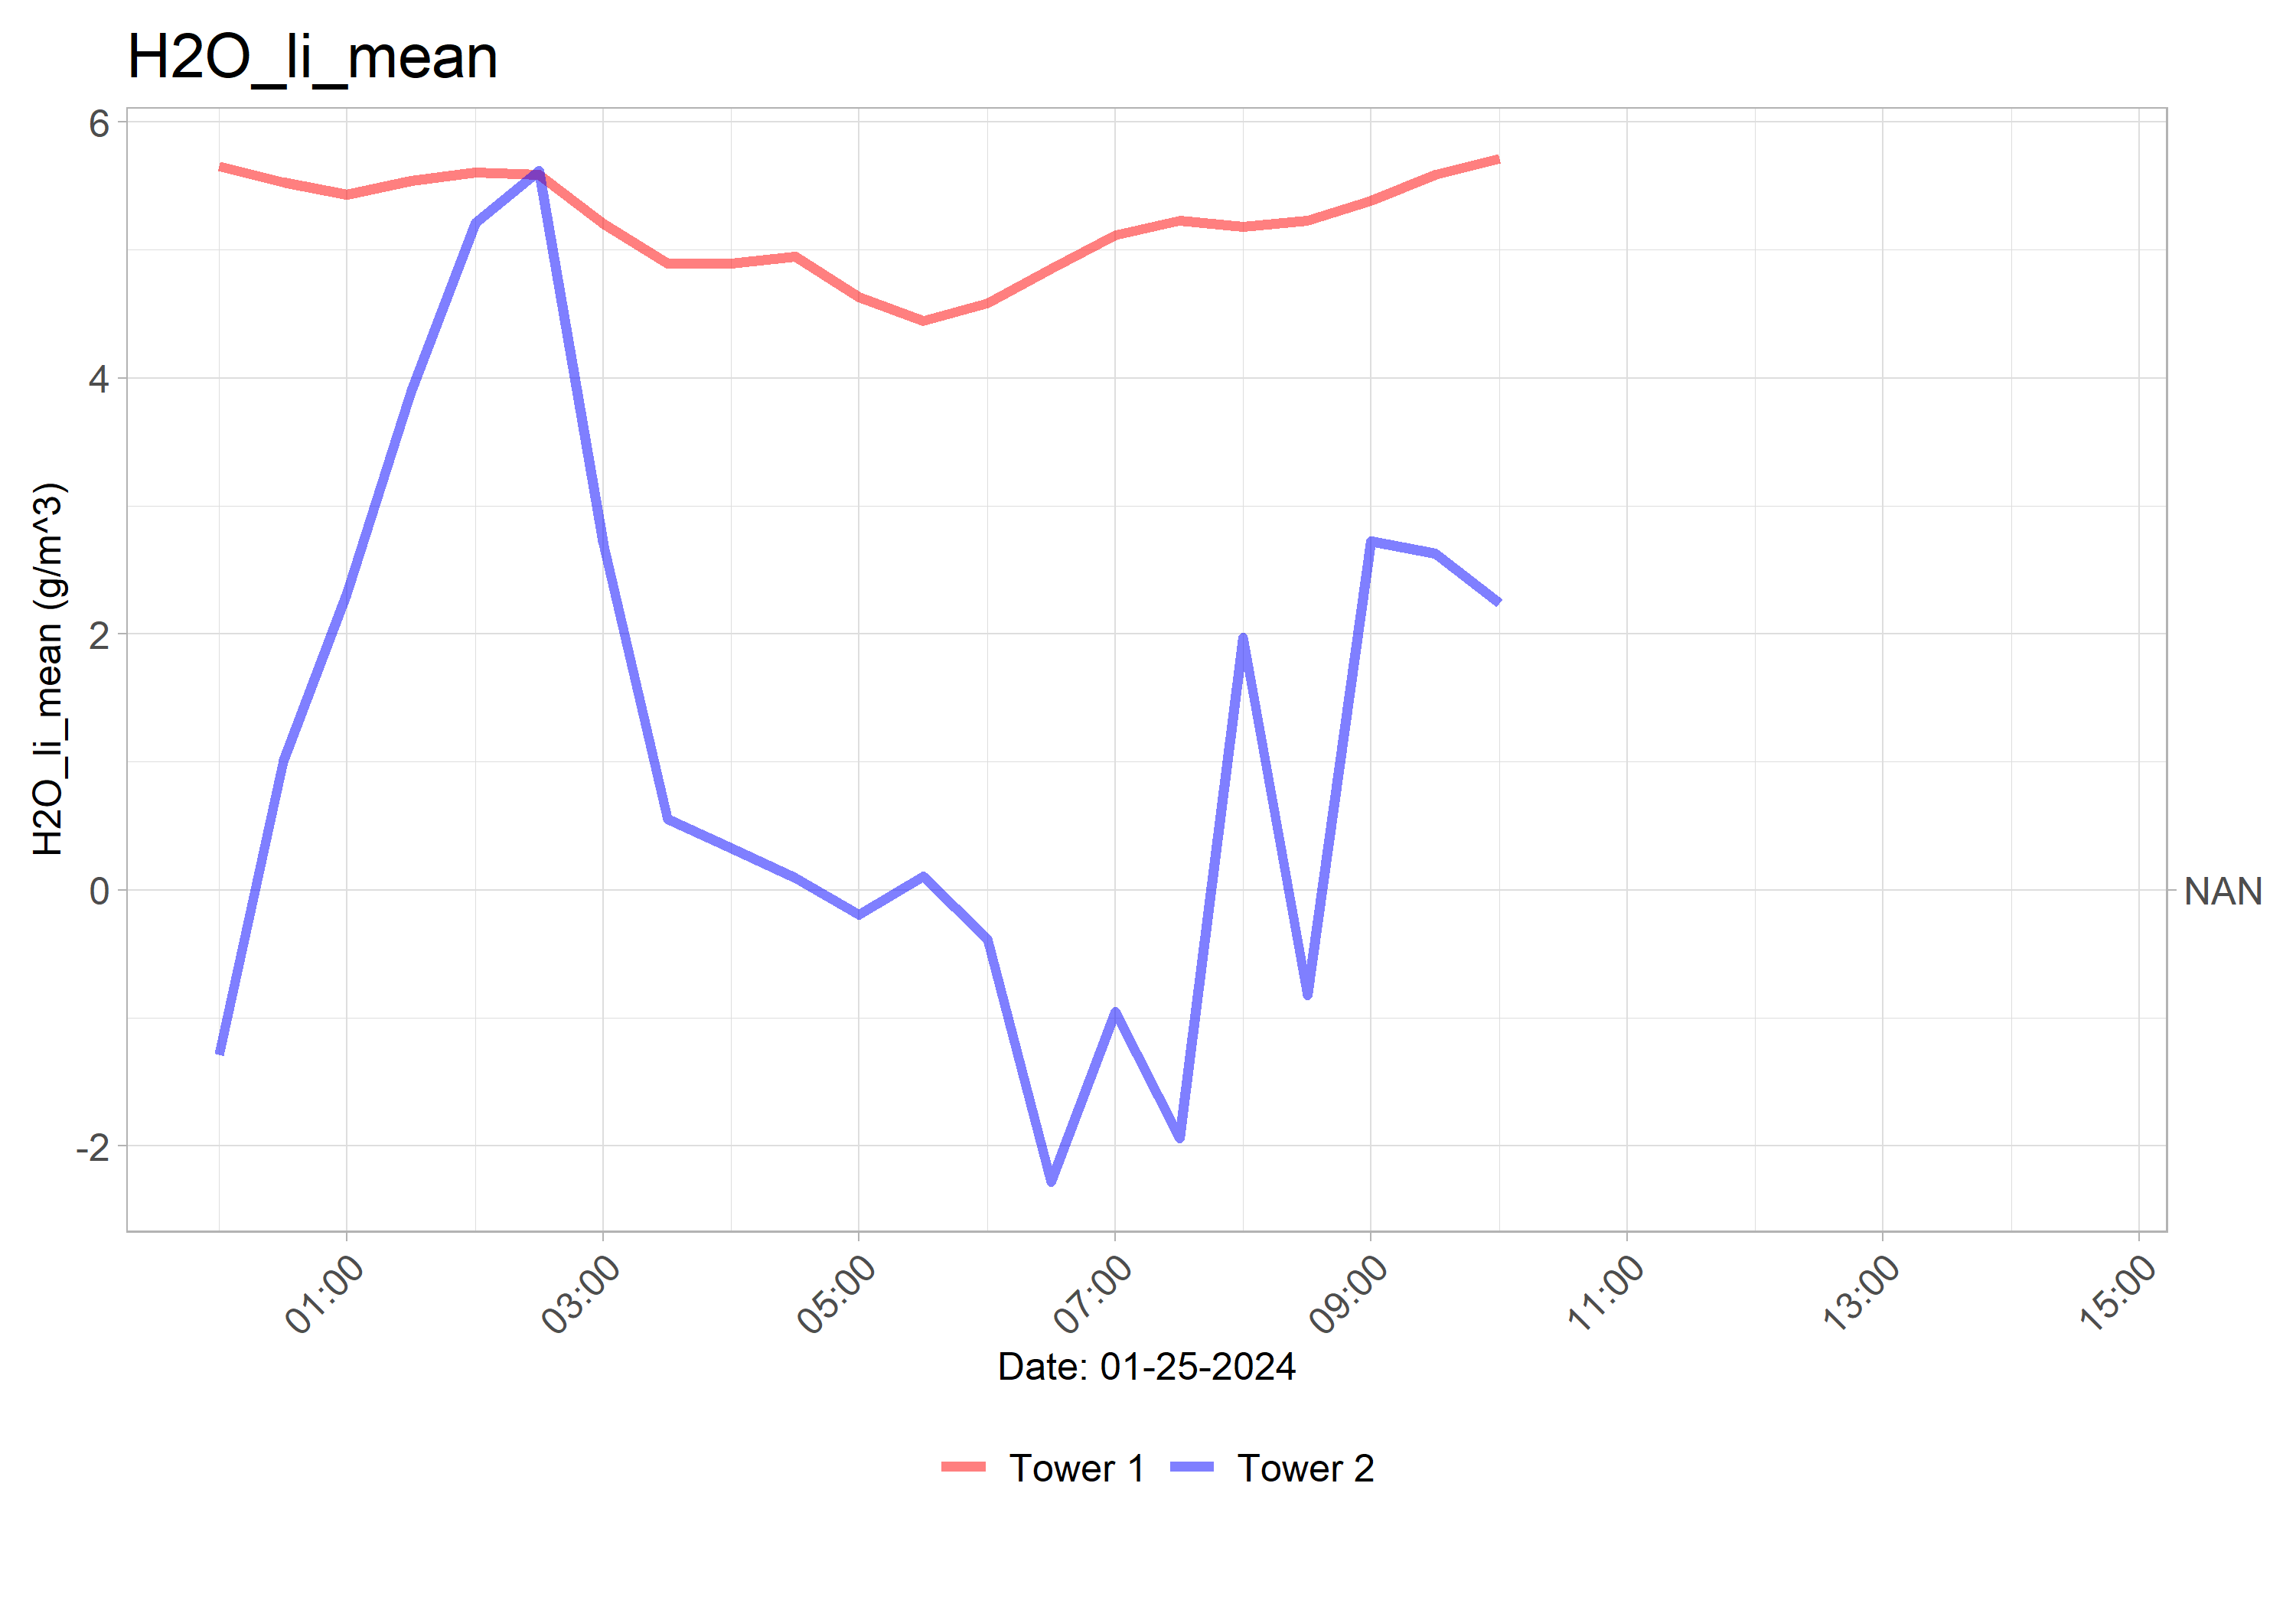 H2O_li_mean
H2O_li_mean (g/m^3)
6
4
2
0
-2
NAN
01:00 03:00 05:00 07:00 09:00 11:00 13:00 15:00
Date: 01-25-2024
Tower 1 Tower 2